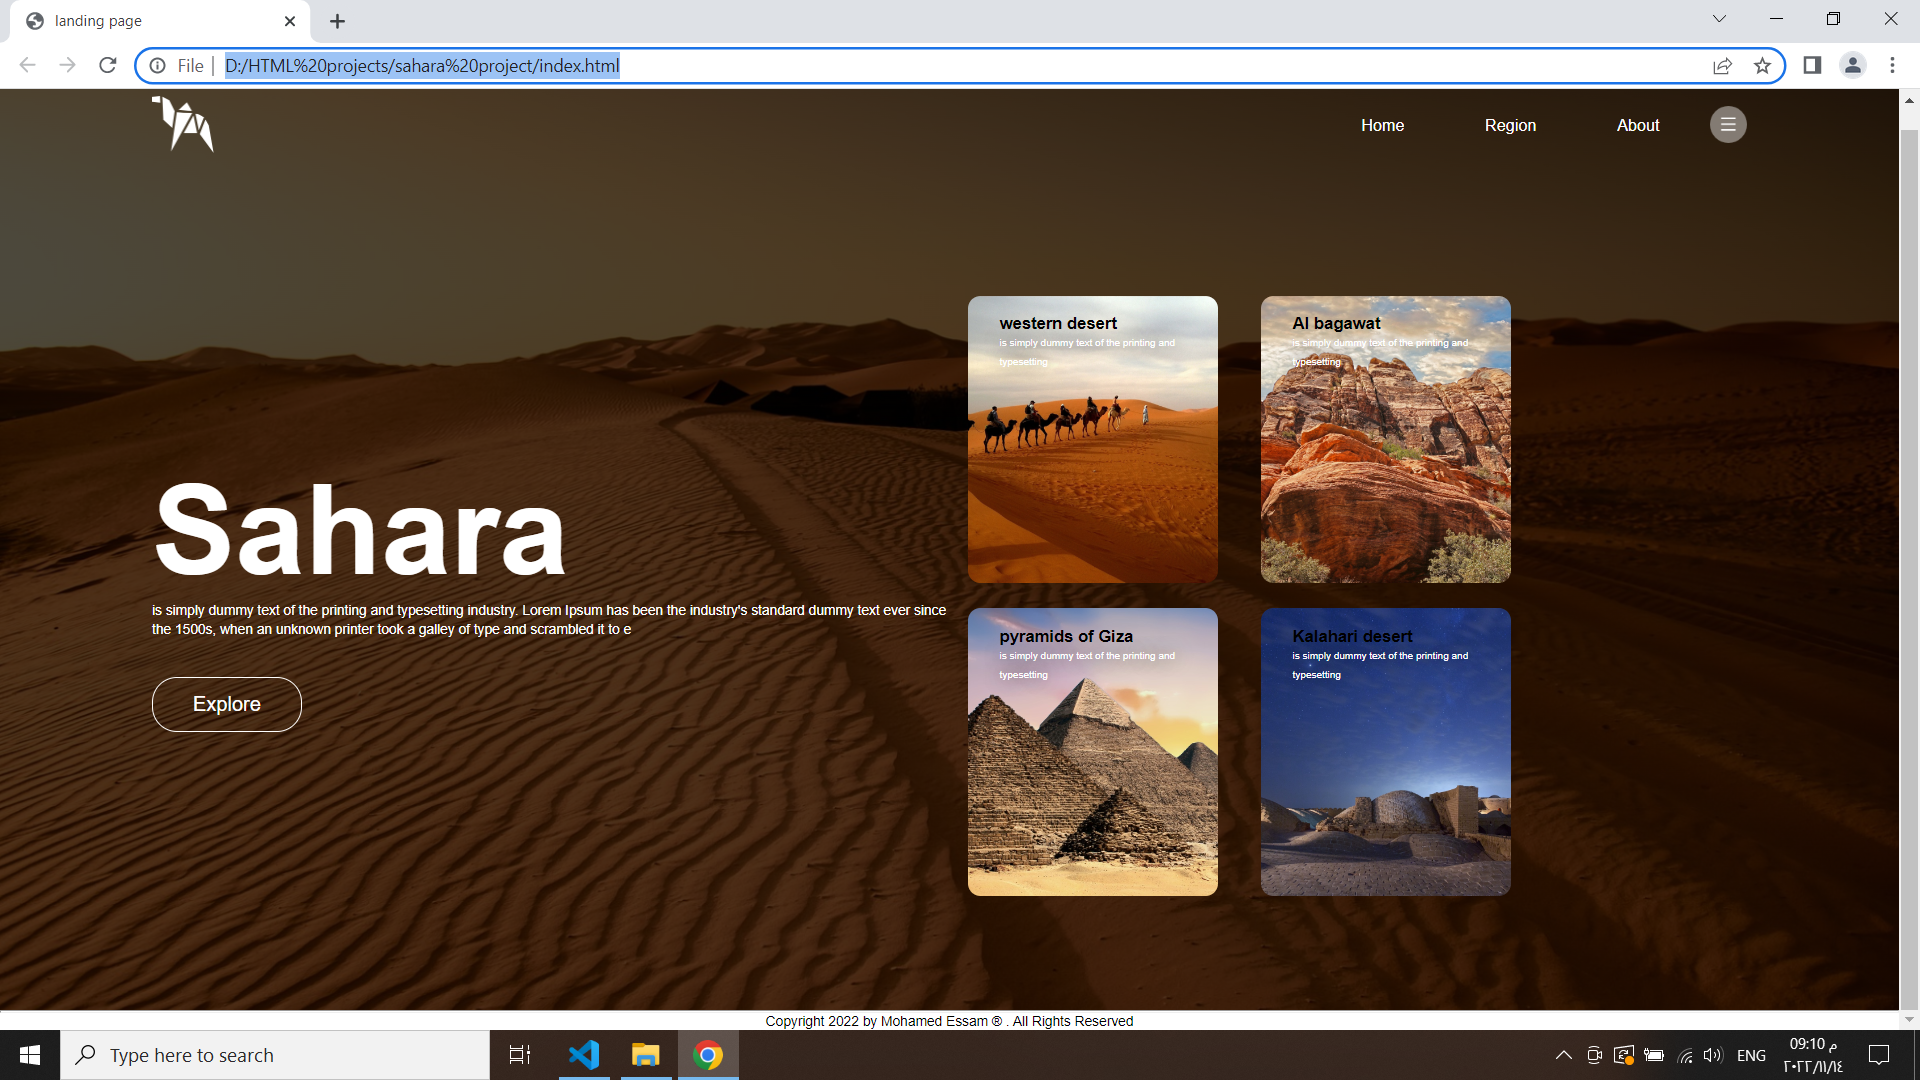 landing page
File
D:/HTML%20projects/sahara%20project/index.html
Home
Region
About
western desert
is simply dummy text of the printing and
typesetting
Al bagawat
is simply dummy text of the printing and
typesetting
Sahara
is simply dummy text of the printing and typesetting industry. Lorem Ipsum has been the industry's standard dummy text ever since
the 1500s, when an unknown printer took a galley of type and scrambled it to e
Explore
pyramids of Giza
is simply dummy text of the printing and
typesetting
Kalahari desert
is simply dummy text of the printing and
typesetting
Copyright 2022 by Mohamed Essam ® . All Rights Reserved
Type here to search
ENG
09:10 م
٢٠٢٢/١١/١٤